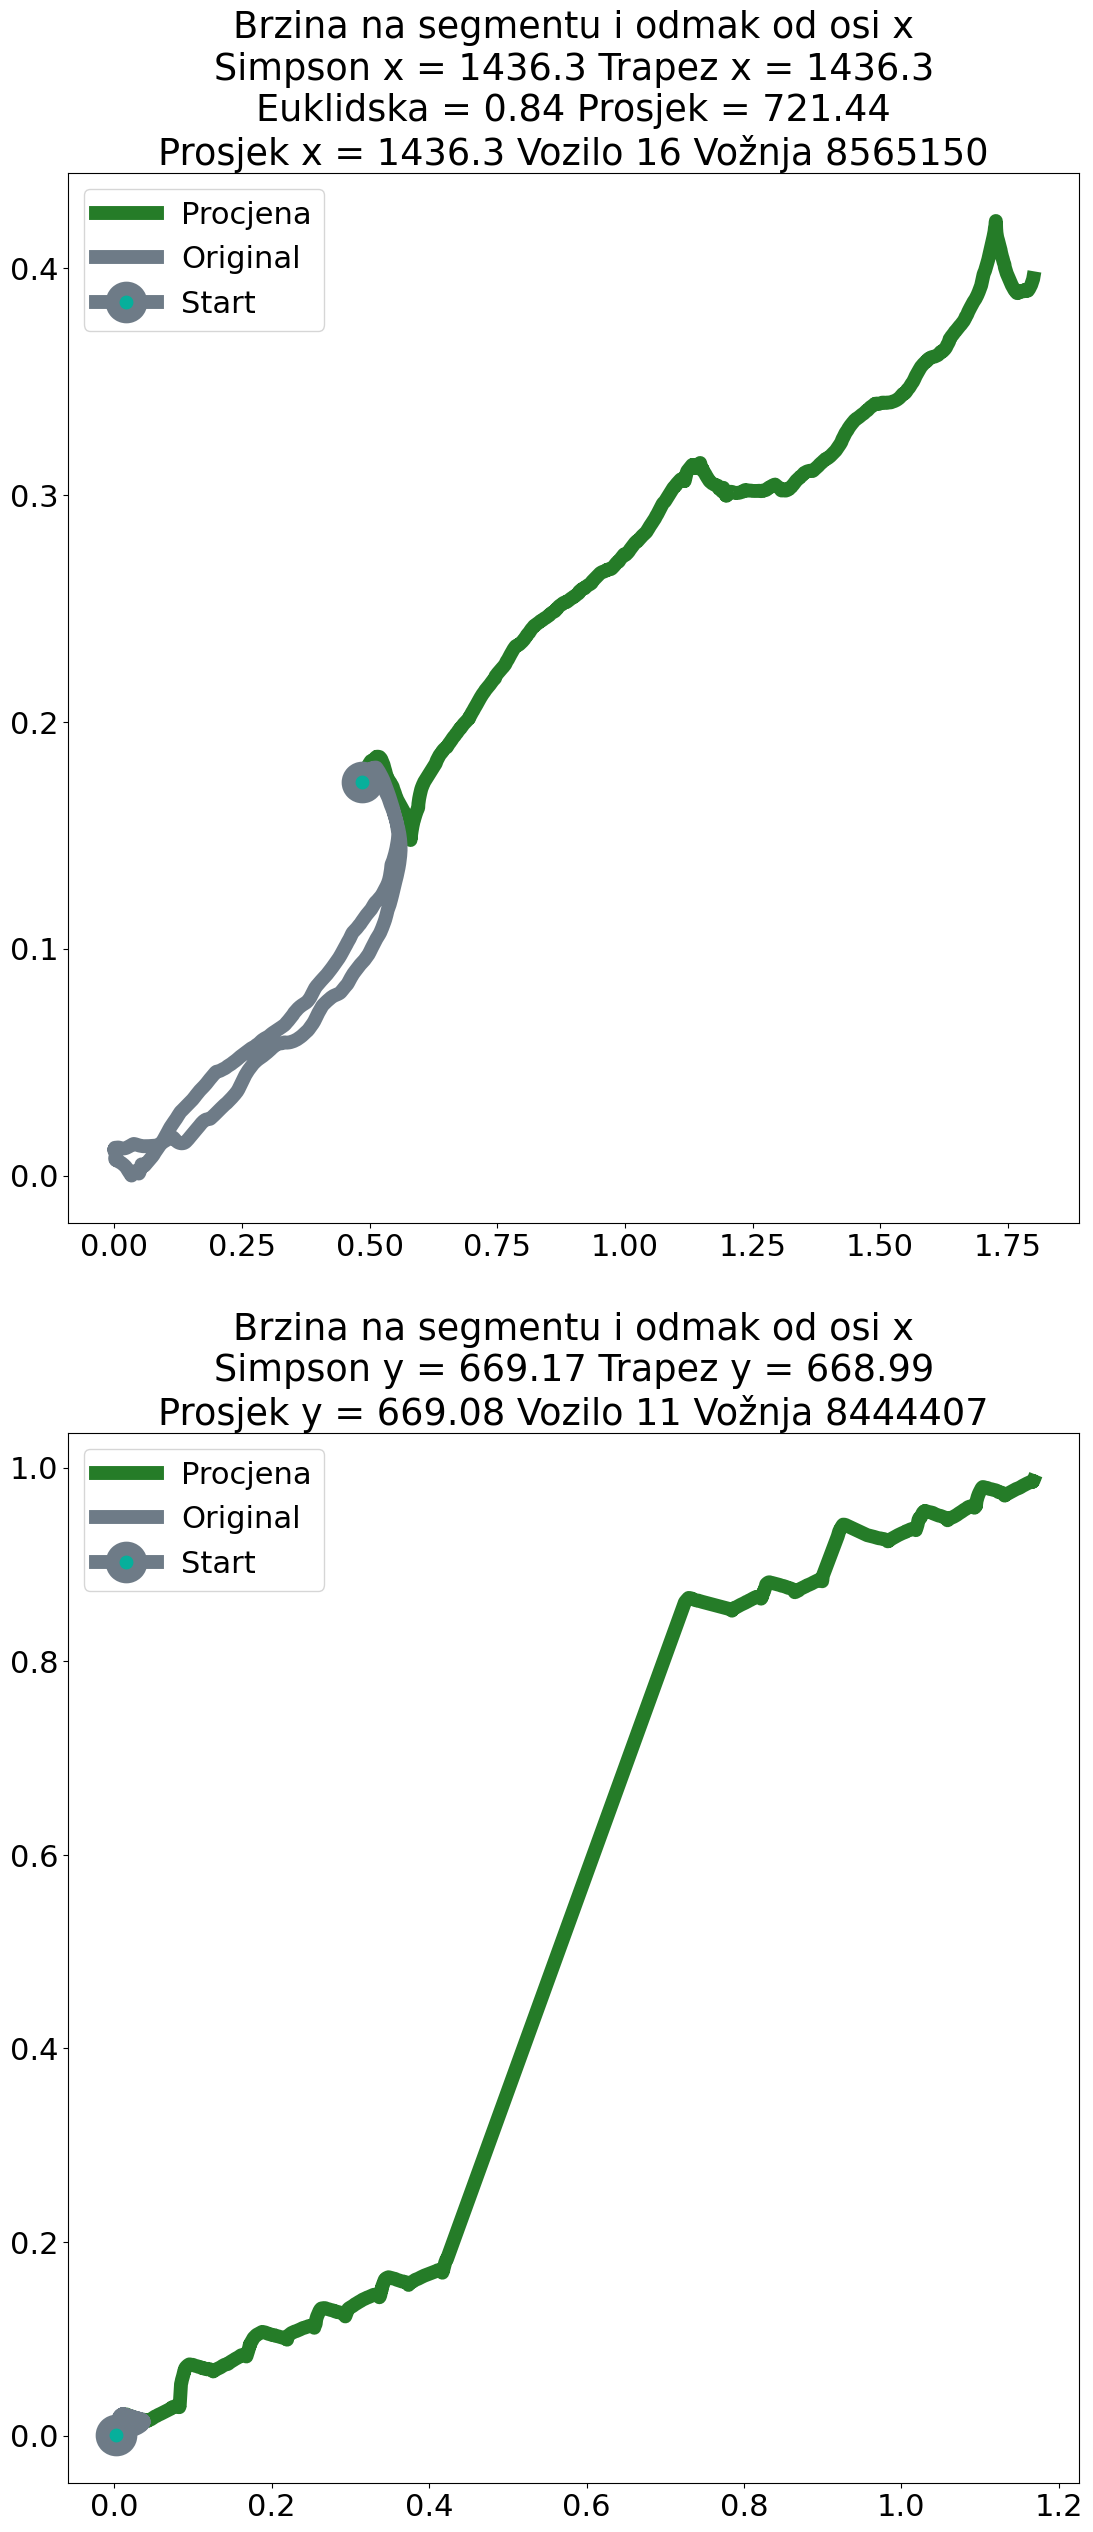 Brzina na segmentu i odmak od osi x
Simpson x = 1436.3 Trapez x = 1436.3
Euklidska = 0.84 Prosjek = 721.44
Prosjek x = 1436.3 Vozilo 16 Vožnja 8565150
Procjena
Original
Start
0.4
0.3
0.2
0.1
0.0
0.00 0.25 0.50 0.75 1.00 1.25 1.50 1.75
Brzina na segmentu i odmak od osi x
Simpson y = 669.17 Trapez y = 668.99
Prosjek y = 669.08 Vozilo 11 Vožnja 8444407
Procjena
Original
Start
1.0
0.8
0.6
0.4
0.2
0.0
0.0 0.2 0.4 0.6 0.8 1.0 1.2